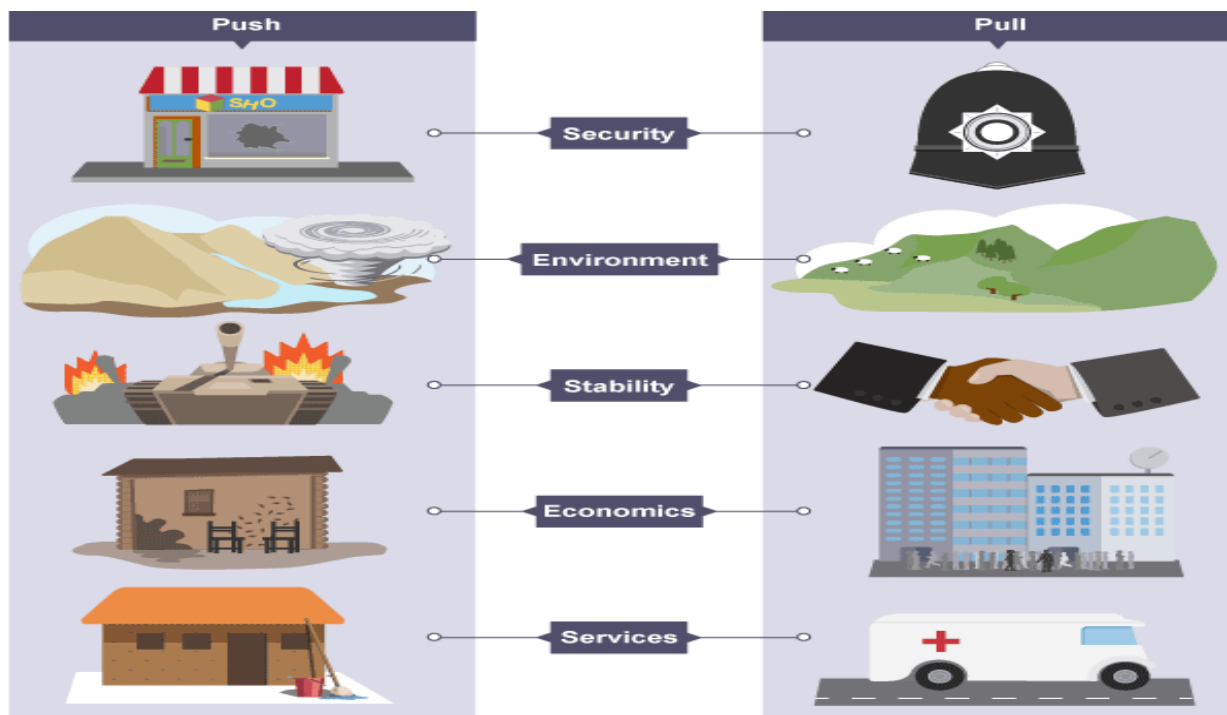 Push
Pull
SHO
Security
Environment
Stability
Economics
Services